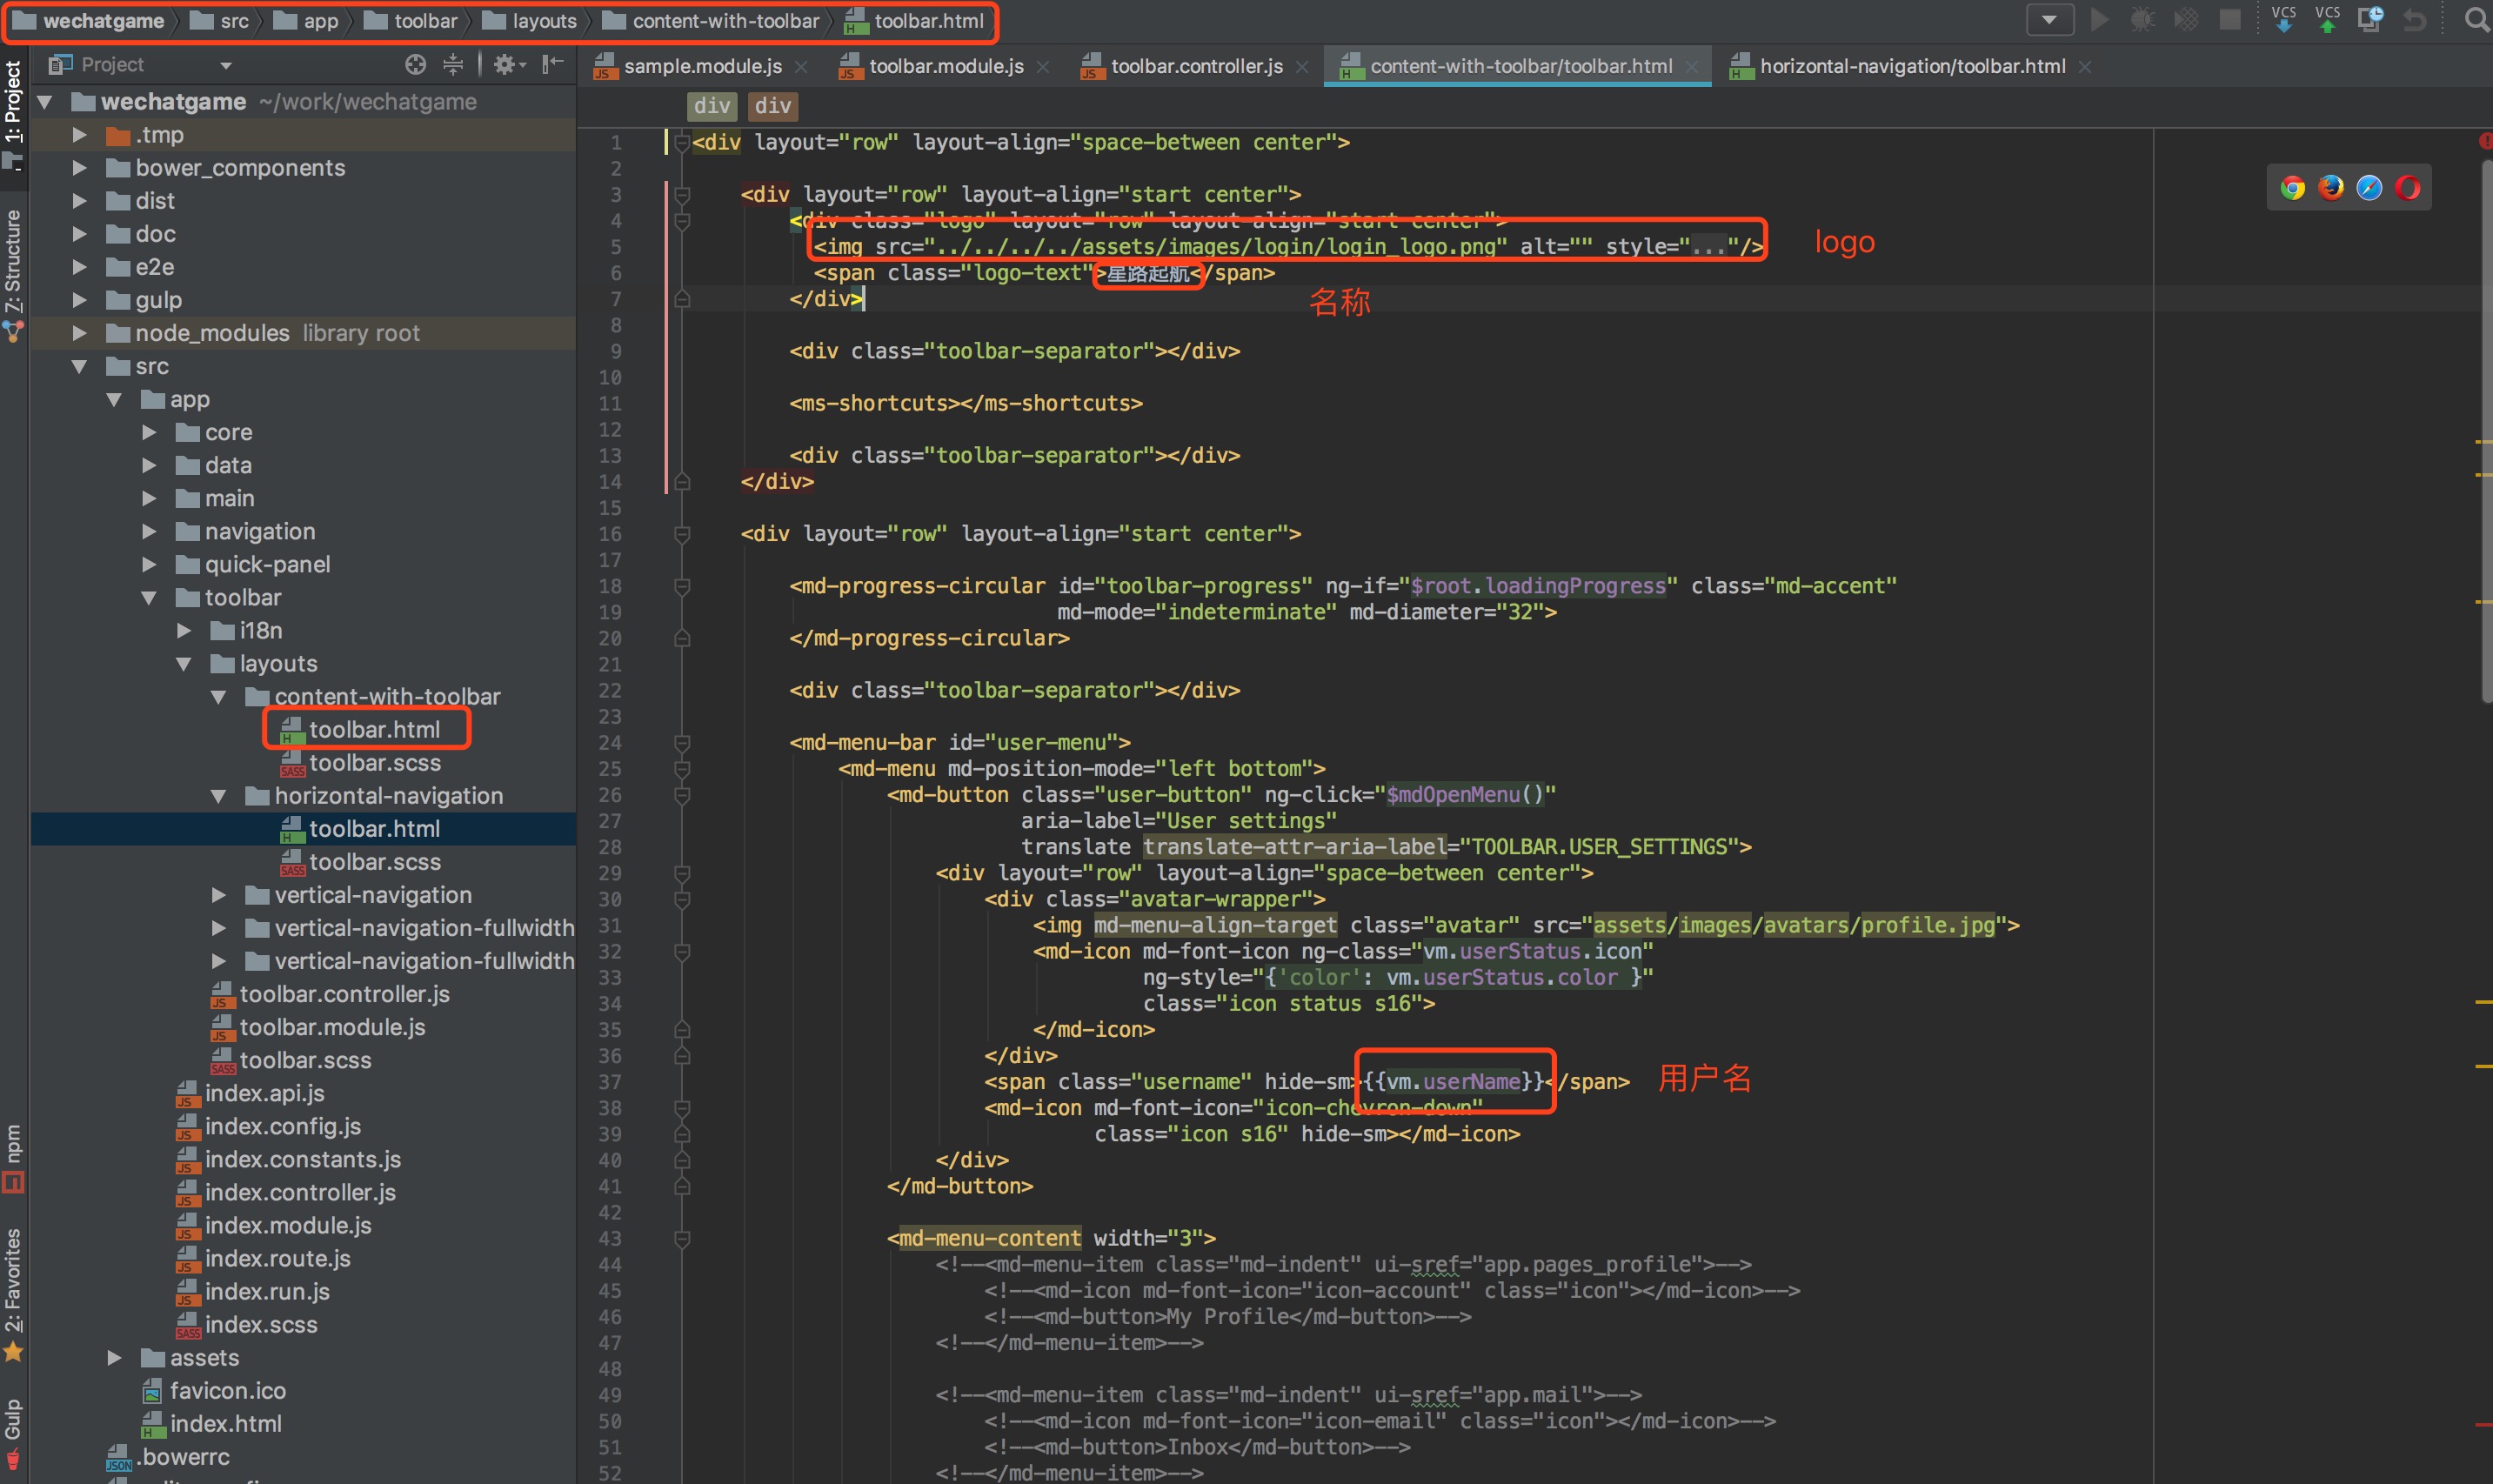 wechatgame src app toolbar layouts content-with-toolbar toolbar.html
VCS VCS
Project
sample.module.js toolbar.module.js toolbar.controller.js content-with-toolbar/toolbar.html horizontal-navigation/toolbar.html
div div
1: Project
Z: Structure
npm
2: Favorites
Gulp
wechatgame ~/work/wechatgame
.tmp
bower_components
dist
doc
e2e
gulp
node_modules library root
src
app
core
data
main
navigation
quick-panel
toolbar
i18n
layouts
content-with-toolbar
toolbar.html
toolbar.scss
horizontal-navigation
toolbar.html
toolbar.scss
vertical-navigation
vertical-navigation-fullwidth
vertical-navigation-fullwidth
toolbar.controller.js
toolbar.module.js
toolbar.scss
index.api.js
index.config.js
index.constants.js
index.controller.js
index.module.js
index.route.js
index.run.js
index.scss
assets
favicon.ico
index.html
.bowerrc
1 <div layout="row" layout-align="space-between center">
2
3 <div layout="row" layout-align="start center">
4 <div class="logo" layout="row" layout-align="start center">
5 <img src="../../../../assets/images/login/login_logo.png" alt="" style="..."/> logo
6 <span class="logo-text">星路起航</span>
7 </div>
名称
8
9 <div class="toolbar-separator"></div>
10
11 <ms-shortcuts></ms-shortcuts>
12
13 <div class="toolbar-separator"></div>
14 </div>
15
16 <div layout="row" layout-align="start center">
17
18 <md-progress-circular id="toolbar-progress" ng-if="$root.loadingProgress" class="md-accent"
19 md-mode="indeterminate" md-diameter="32">
20 </md-progress-circular>
21
22 <div class="toolbar-separator"></div>
23
24 <md-menu-bar id="user-menu">
25 <md-menu md-position-mode="left bottom">
26 <md-button class="user-button" ng-click="$mdOpenMenu()"
27 aria-label="User settings"
28 translate translate-attr-aria-label="TOOLBAR.USER_SETTINGS">
29 <div layout="row" layout-align="space-between center">
30 <div class="avatar-wrapper">
31 <img md-menu-align-target class="avatar" src="assets/images/avatars/profile.jpg">
32 <md-icon md-font-icon ng-class="vm.userStatus.icon"
33 ng-style="{'color': vm.userStatus.color }"
34 class="icon status s16">
35 </md-icon>
36 </div>
37 <span class="username" hide-sm>{{vm.userName}}</span> 用户名
38 <md-icon md-font-icon="icon-chevron-down"
39 class="icon s16" hide-sm></md-icon>
40 </div>
41 </md-button>
42
43 <md-menu-content width="3">
44 <!--<md-menu-item class="md-indent" ui-sref="app.pages_profile">-->
45 <!--<md-icon md-font-icon="icon-account" class="icon"></md-icon>-->
46 <!--<md-button>My Profile</md-button>-->
47 <!--</md-menu-item>-->
48
49 <!--<md-menu-item class="md-indent" ui-sref="app.mail">-->
50 <!--<md-icon md-font-icon="icon-email" class="icon"></md-icon>-->
51 <!--<md-button>Inbox</md-button>-->
52 <!--</md-menu-item>-->